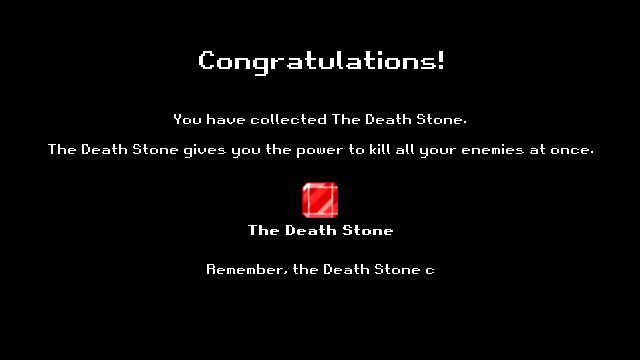 Congratulations!
You have collected The Death Stone.
The Death Stone gives you the power to kill all your enemies at once.
The Death Stone
Remember, the Death Stone c